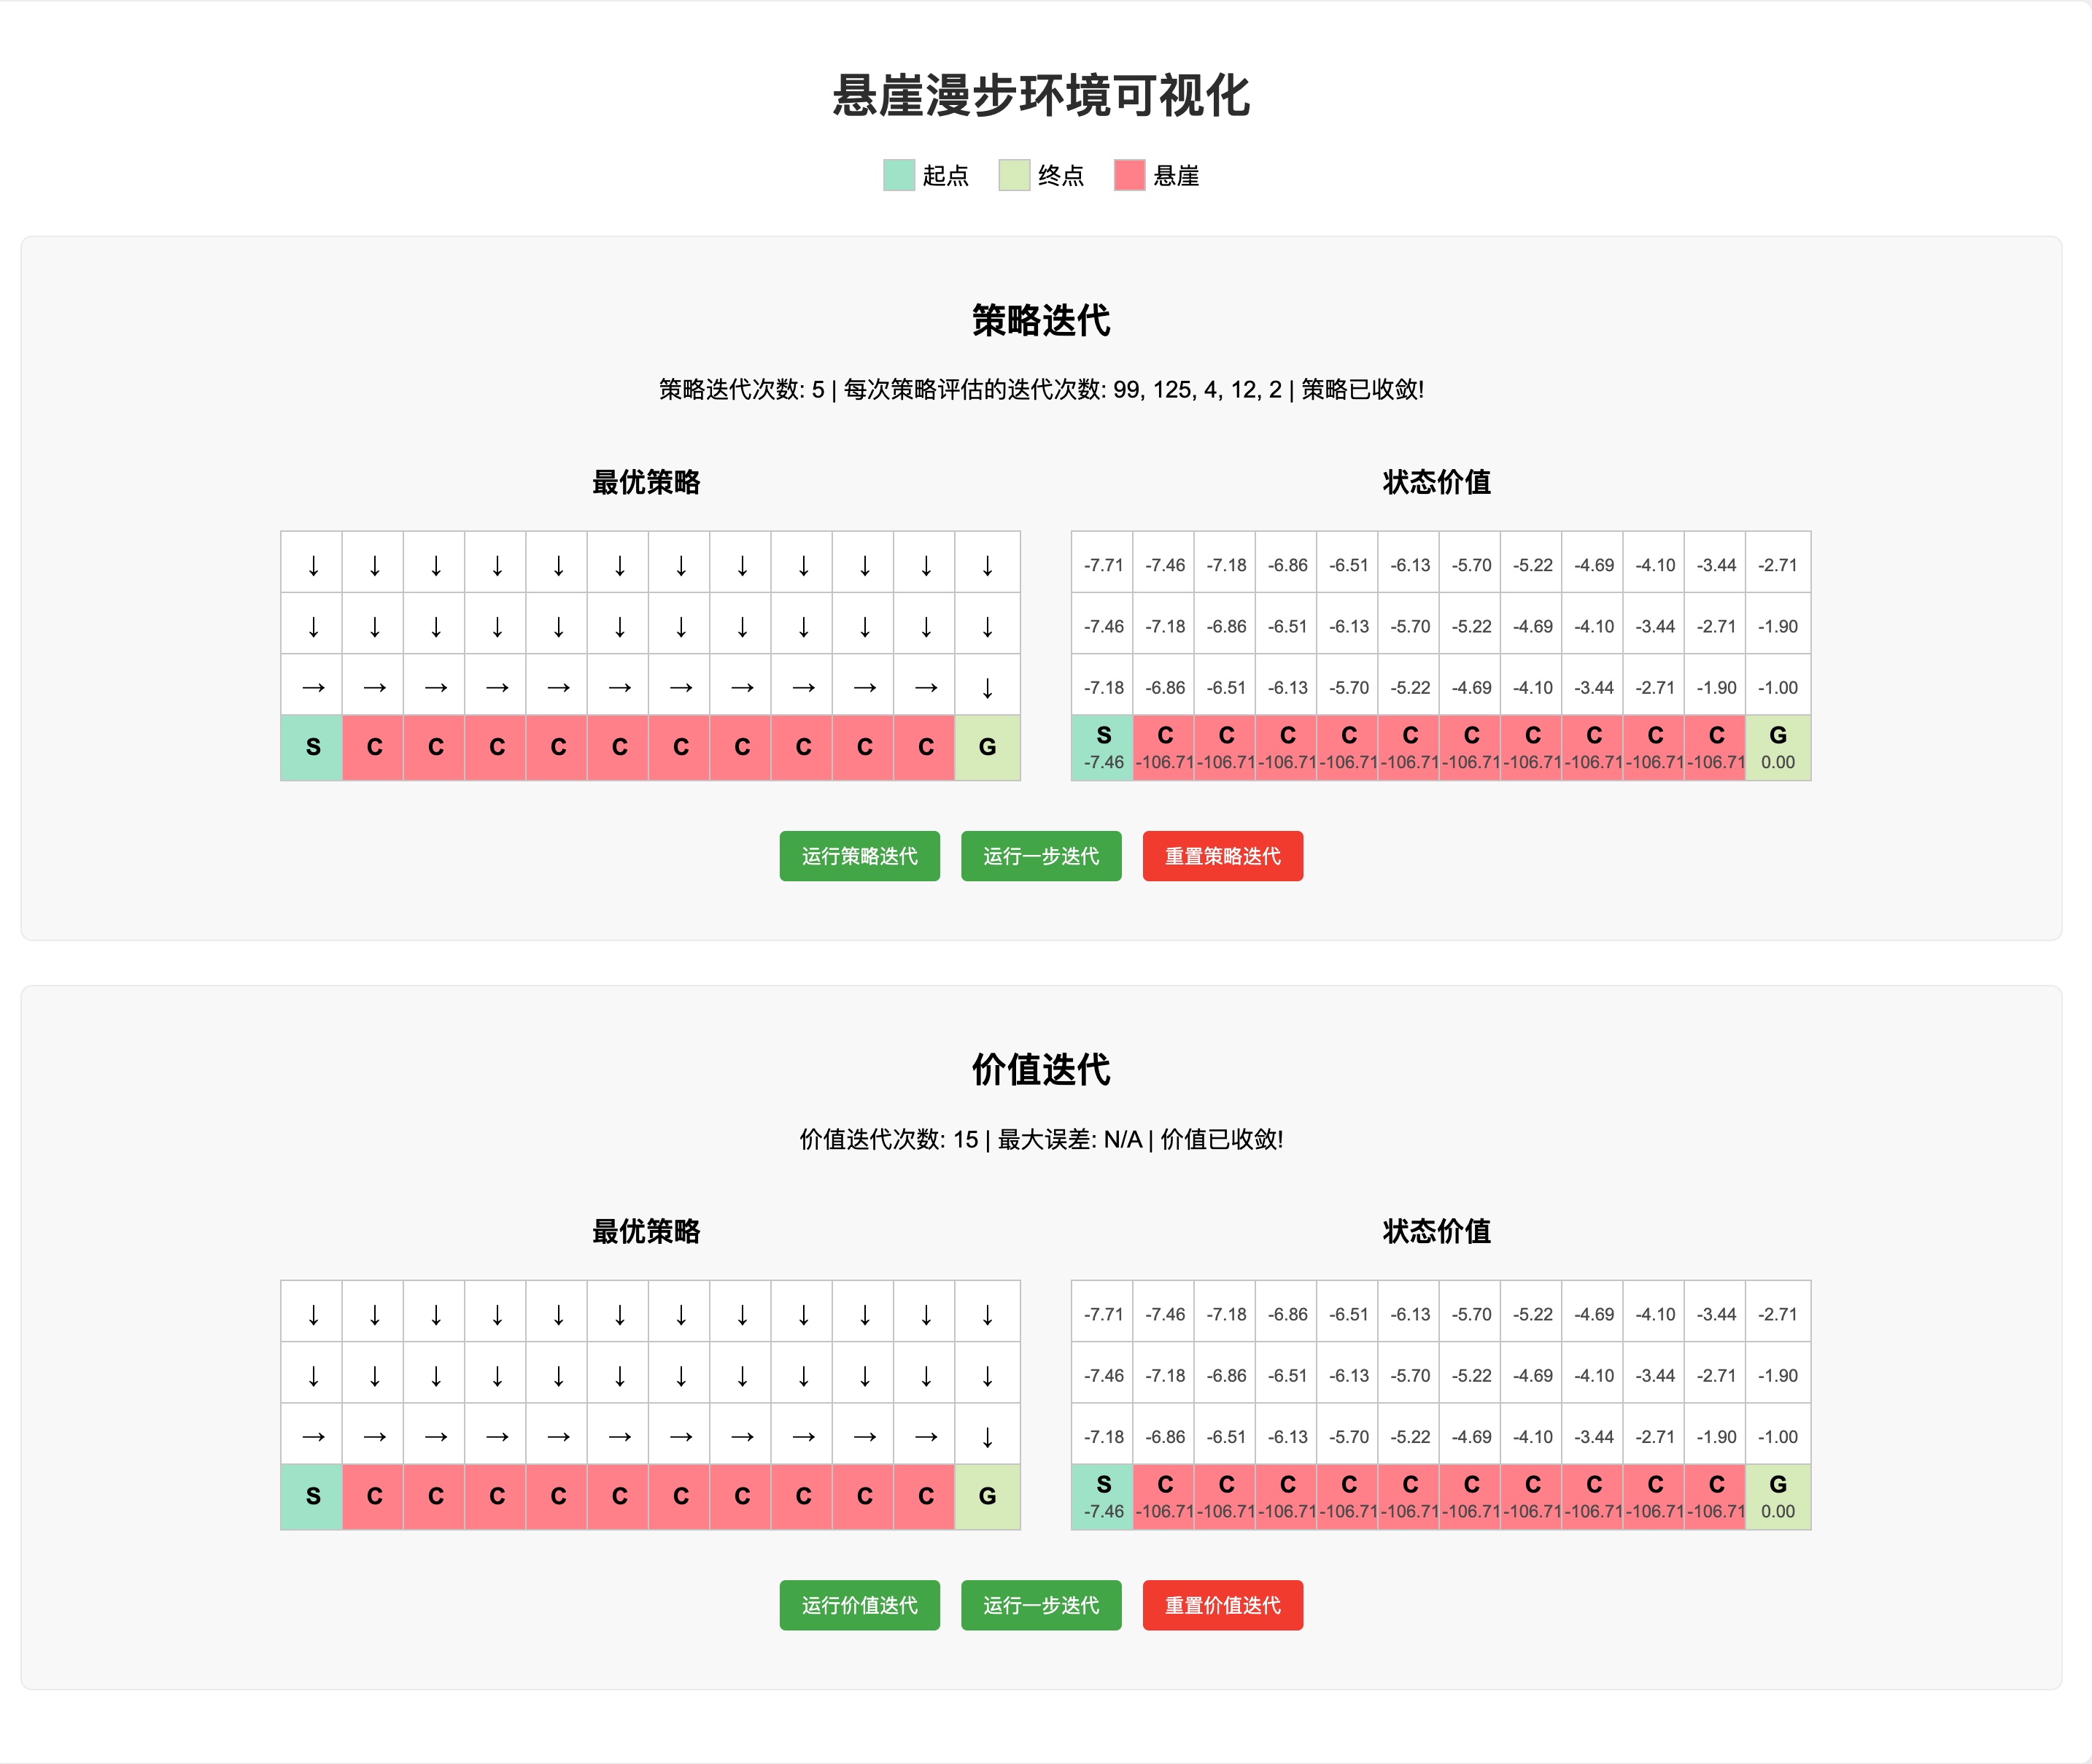 悬崖漫步环境可视化
起点 终点 悬崖
策略迭代
策略迭代次数: 5 | 每次策略评估的迭代次数: 99, 125, 4, 12, 2 | 策略已收敛!
最优策略
↓ ↓ ↓ ↓ ↓ ↓ ↓ ↓ ↓ ↓ ↓ ↓
↓ ↓ ↓ ↓ ↓ ↓ ↓ ↓ ↓ ↓ ↓ ↓
→ → → → → → → → → → → ↓
S C C C C C C C C C C G
状态价值
-7.71 -7.46 -7.18 -6.86 -6.51 -6.13 -5.70 -5.22 -4.69 -4.10 -3.44 -2.71
-7.46 -7.18 -6.86 -6.51 -6.13 -5.70 -5.22 -4.69 -4.10 -3.44 -2.71 -1.90
-7.18 -6.86 -6.51 -6.13 -5.70 -5.22 -4.69 -4.10 -3.44 -2.71 -1.90 -1.00
S C C C C C C C C C C G
-7.46 -106.71 -106.71 -106.71 -106.71 -106.71 -106.71 -106.71 -106.71 -106.71 -106.71 0.00
运行策略迭代 运行一步迭代 重置策略迭代
价值迭代
价值迭代次数: 15 | 最大误差: N/A | 价值已收敛!
最优策略
↓ ↓ ↓ ↓ ↓ ↓ ↓ ↓ ↓ ↓ ↓ ↓
↓ ↓ ↓ ↓ ↓ ↓ ↓ ↓ ↓ ↓ ↓ ↓
→ → → → → → → → → → → ↓
S C C C C C C C C C C G
状态价值
-7.71 -7.46 -7.18 -6.86 -6.51 -6.13 -5.70 -5.22 -4.69 -4.10 -3.44 -2.71
-7.46 -7.18 -6.86 -6.51 -6.13 -5.70 -5.22 -4.69 -4.10 -3.44 -2.71 -1.90
-7.18 -6.86 -6.51 -6.13 -5.70 -5.22 -4.69 -4.10 -3.44 -2.71 -1.90 -1.00
S C C C C C C C C C C G
-7.46 -106.71 -106.71 -106.71 -106.71 -106.71 -106.71 -106.71 -106.71 -106.71 -106.71 0.00
运行价值迭代 运行一步迭代 重置价值迭代